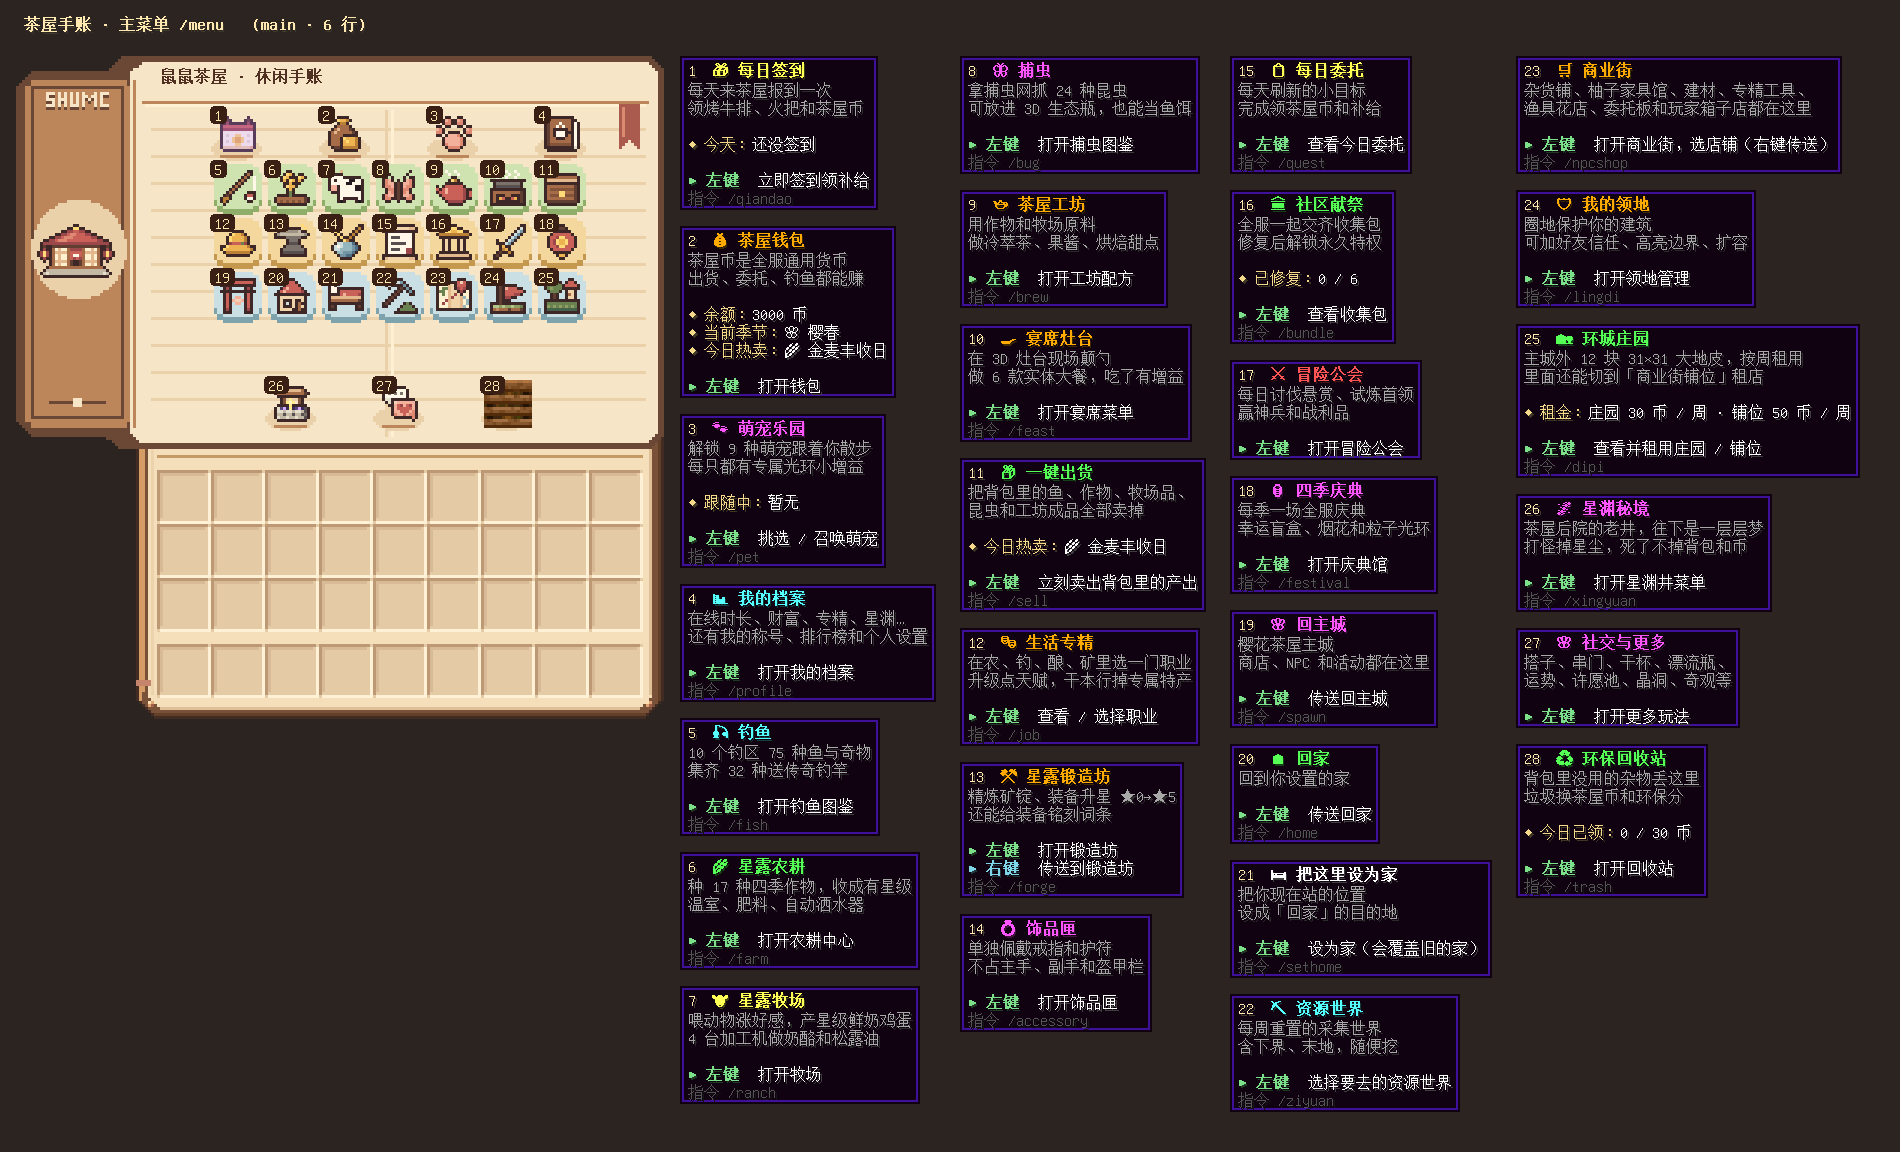 茶屋手账 · 主菜单 /menu （main · 6 行）
鼠鼠茶屋 · 休闲手账
SHUMC
1 2 3 4
5 6 7 8 9 10 11
12 13 14 15 16 17 18
19 20 21 22 23 24 25
26 27 28
1 每日签到
每天来茶屋报到一次
领烤牛排、火把和茶屋币
今天：还没签到
左键 立即签到领补给
指令 /qiandao
2 茶屋钱包
茶屋币是全服通用货币
出货、委托、钓鱼都能赚
余额：3000 币
当前季节：🌸 樱春
今日热卖：金麦丰收日
左键 打开钱包
3 萌宠乐园
解锁 9 种萌宠跟着你散步
每只都有专属光环小增益
跟随中：暂无
左键 挑选 / 召唤萌宠
指令 /pet
4 我的档案
在线时长、财富、专精、星渊…
还有我的称号、排行榜和个人设置
左键 打开我的档案
指令 /profile
5 钓鱼
10 个钓区 75 种鱼与奇物
集齐 32 种送传奇钓竿
左键 打开钓鱼图鉴
指令 /fish
6 星露农耕
种 17 种四季作物，收成有星级
温室、肥料、自动洒水器
左键 打开农耕中心
指令 /farm
7 星露牧场
喂动物涨好感，产星级鲜奶鸡蛋
4 台加工机做奶酪和松露油
左键 打开牧场
指令 /ranch
8 捕虫
拿捕虫网抓 24 种昆虫
可放进 3D 生态瓶，也能当鱼饵
左键 打开捕虫图鉴
指令 /bug
9 茶屋工坊
用作物和牧场原料
做冷萃茶、果酱、烘焙甜点
左键 打开工坊配方
指令 /brew
10 宴席灶台
在 3D 灶台现场颠勺
做 6 款实体大餐，吃了有增益
左键 打开宴席菜单
指令 /feast
11 一键出货
把背包里的鱼、作物、牧场品、
昆虫和工坊成品全部卖掉
今日热卖：金麦丰收日
左键 立刻卖出背包里的产出
指令 /sell
12 生活专精
在农、钓、酿、矿里选一门职业
升级点天赋，干本行掉专属特产
左键 查看 / 选择职业
指令 /job
13 星露锻造坊
精炼矿锭、装备升星 ★0→★5
还能给装备铭刻词条
左键 打开锻造坊
右键 传送到锻造坊
指令 /forge
14 饰品匣
单独佩戴戒指和护符
不占主手、副手和盔甲栏
左键 打开饰品匣
指令 /accessory
15 每日委托
每天刷新的小目标
完成领茶屋币和补给
左键 查看今日委托
指令 /quest
16 社区献祭
全服一起交齐收集包
修复后解锁永久特权
已修复：0 / 6
左键 查看收集包
指令 /bundle
17 冒险公会
每日讨伐悬赏、试炼首领
赢神兵和战利品
左键 打开冒险公会
18 四季庆典
每季一场全服庆典
幸运盲盒、烟花和粒子光环
左键 打开庆典馆
指令 /festival
19 回主城
樱花茶屋主城
商店、NPC 和活动都在这里
左键 传送回主城
指令 /spawn
20 回家
回到你设置的家
左键 传送回家
指令 /home
21 把这里设为家
把你现在站的位置
设成「回家」的目的地
左键 设为家（会覆盖旧的家）
指令 /sethome
22 资源世界
每周重置的采集世界
含下界、末地，随便挖
左键 选择要去的资源世界
指令 /ziyuan
23 商业街
杂货铺、柚子家具馆、建材、专精工具、
渔具花店、委托板和玩家箱子店都在这里
左键 打开商业街，选店铺（右键传送）
指令 /npcshop
24 我的领地
圈地保护你的建筑
可加好友信任、高亮边界、扩容
左键 打开领地管理
指令 /lingdi
25 环城庄园
主城外 12 块 31×31 大地皮，按周租用
里面还能切到「商业街铺位」租店
租金：庄园 30 币 / 周 · 铺位 50 币 / 周
左键 查看并租用庄园 / 铺位
指令 /dipi
26 星渊秘境
茶屋后院的老井，往下是一层层梦
打怪掉星尘，死了不掉背包和币
左键 打开星渊井菜单
指令 /xingyuan
27 社交与更多
搭子、串门、干杯、漂流瓶、
运势、许愿池、晶洞、奇观等
左键 打开更多玩法
28 环保回收站
背包里没用的杂物丢这里
垃圾换茶屋币和环保分
今日已领：0 / 30 币
左键 打开回收站
指令 /trash